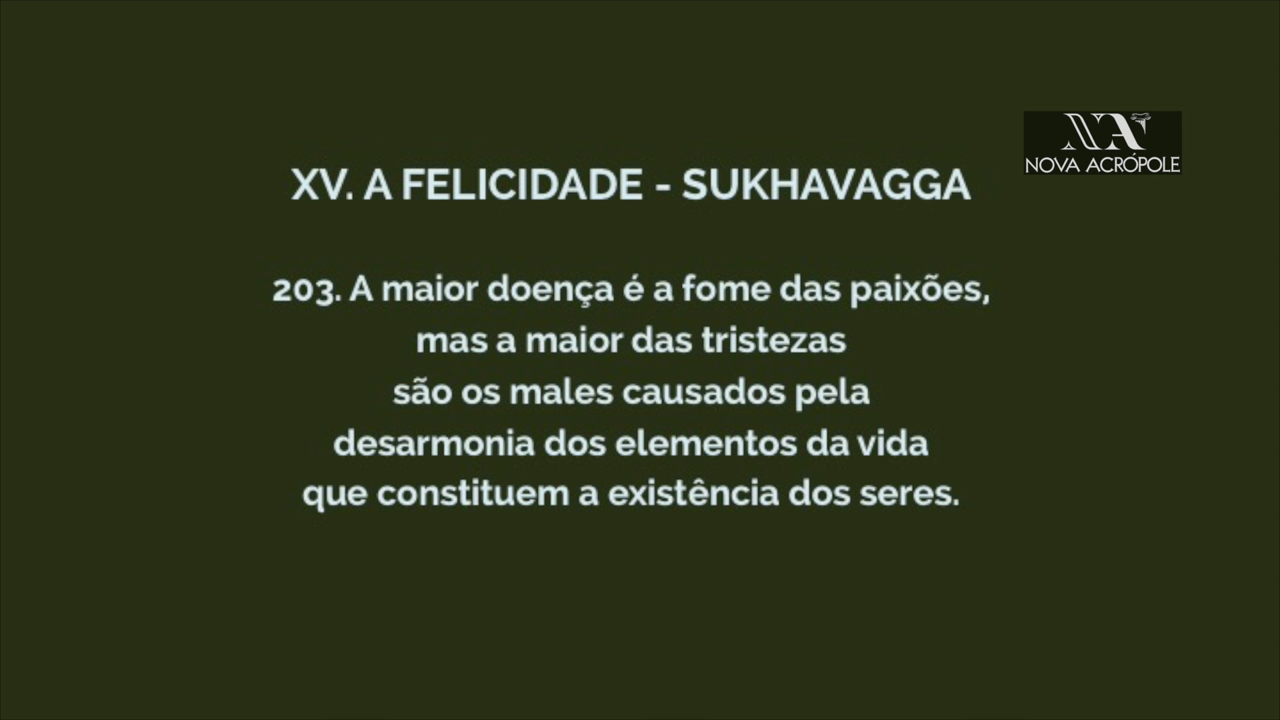 NOVA ACRÓPOLE
XV. A FELICIDADE - SUKHAVAGGA
203. A maior doença é a fome das paixões,
mas a maior das tristezas
são os males causados pela
desarmonia dos elementos da vida
que constituem a existência dos seres.